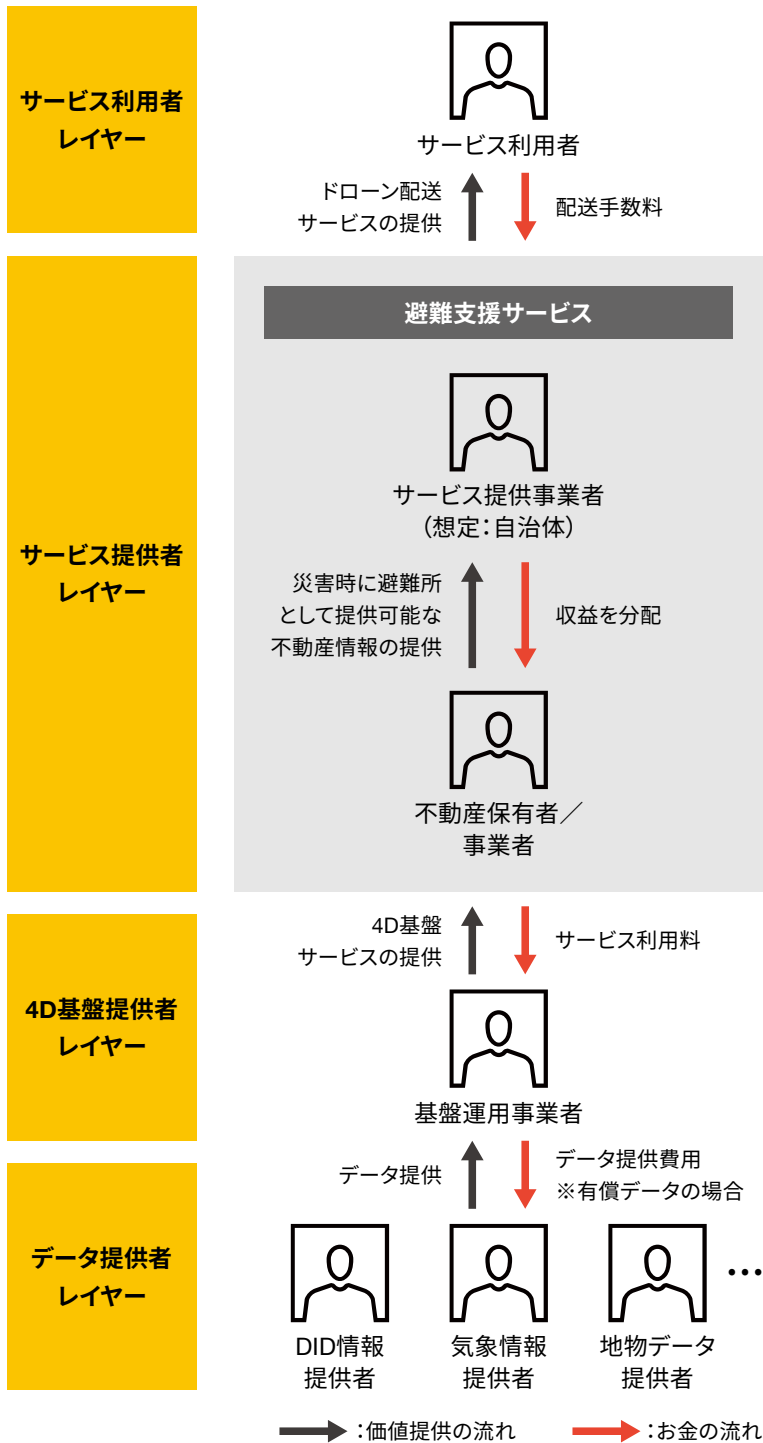 サービス利用者
レイヤー
サービス利用者
ドローン配送
サービスの提供
配送手数料
サービス提供者
レイヤー
避難支援サービス
サービス提供事業者
（想定：自治体）
災害時に避難所
として提供可能な
不動産情報の提供
収益を分配
不動産保有者／
事業者
4D基盤
サービスの提供
サービス利用料
4D基盤提供者
レイヤー
基盤運用事業者
データ提供
データ提供費用
※有償データの場合
データ提供者
レイヤー
DID情報
提供者
気象情報
提供者
地物データ
提供者
…
：価値提供の流れ
：お金の流れ